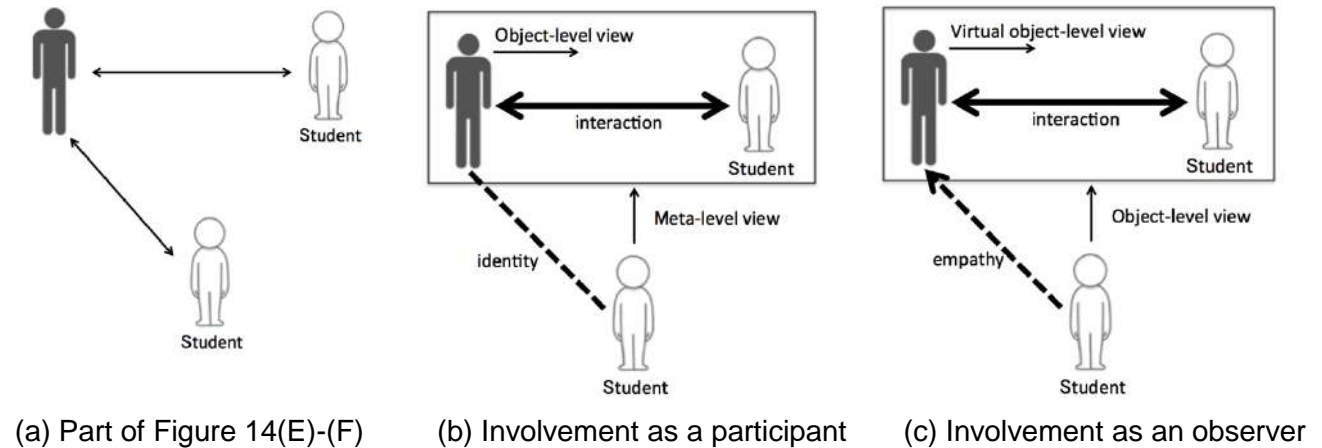 Student
Student
(a) Part of Figure 14(E)-(F)
Object-level view
interaction
Student
Meta-level view
identity
Student
(b) Involvement as a participant
Virtual object-level view
interaction
Student
Object-level view
empathy
Student
(c) Involvement as an observer